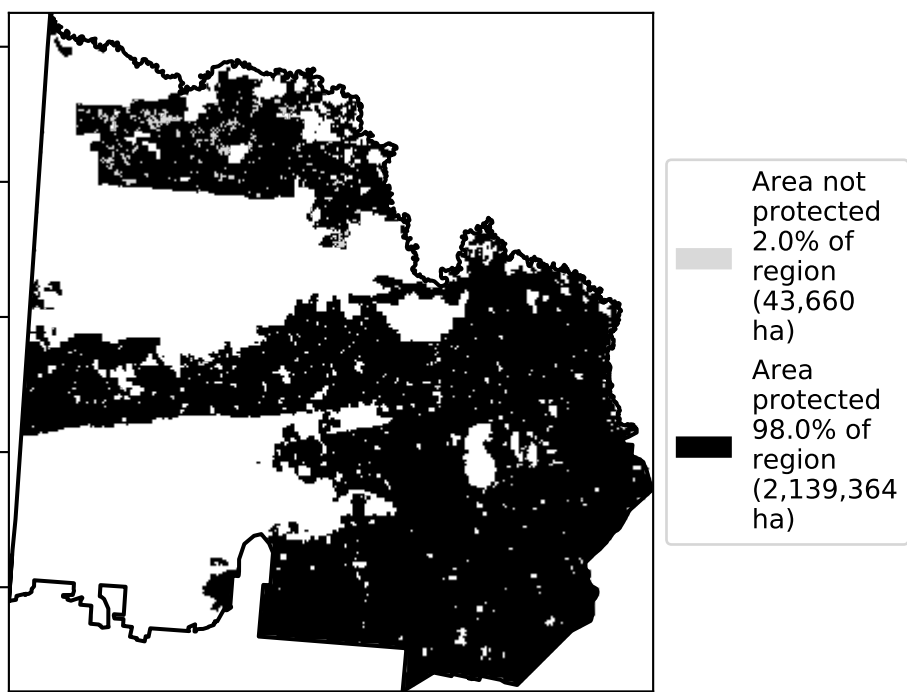 Area not
protected
2.0% of
region
(43,660
ha)
Area
protected
98.0% of
region
(2,139,364
ha)